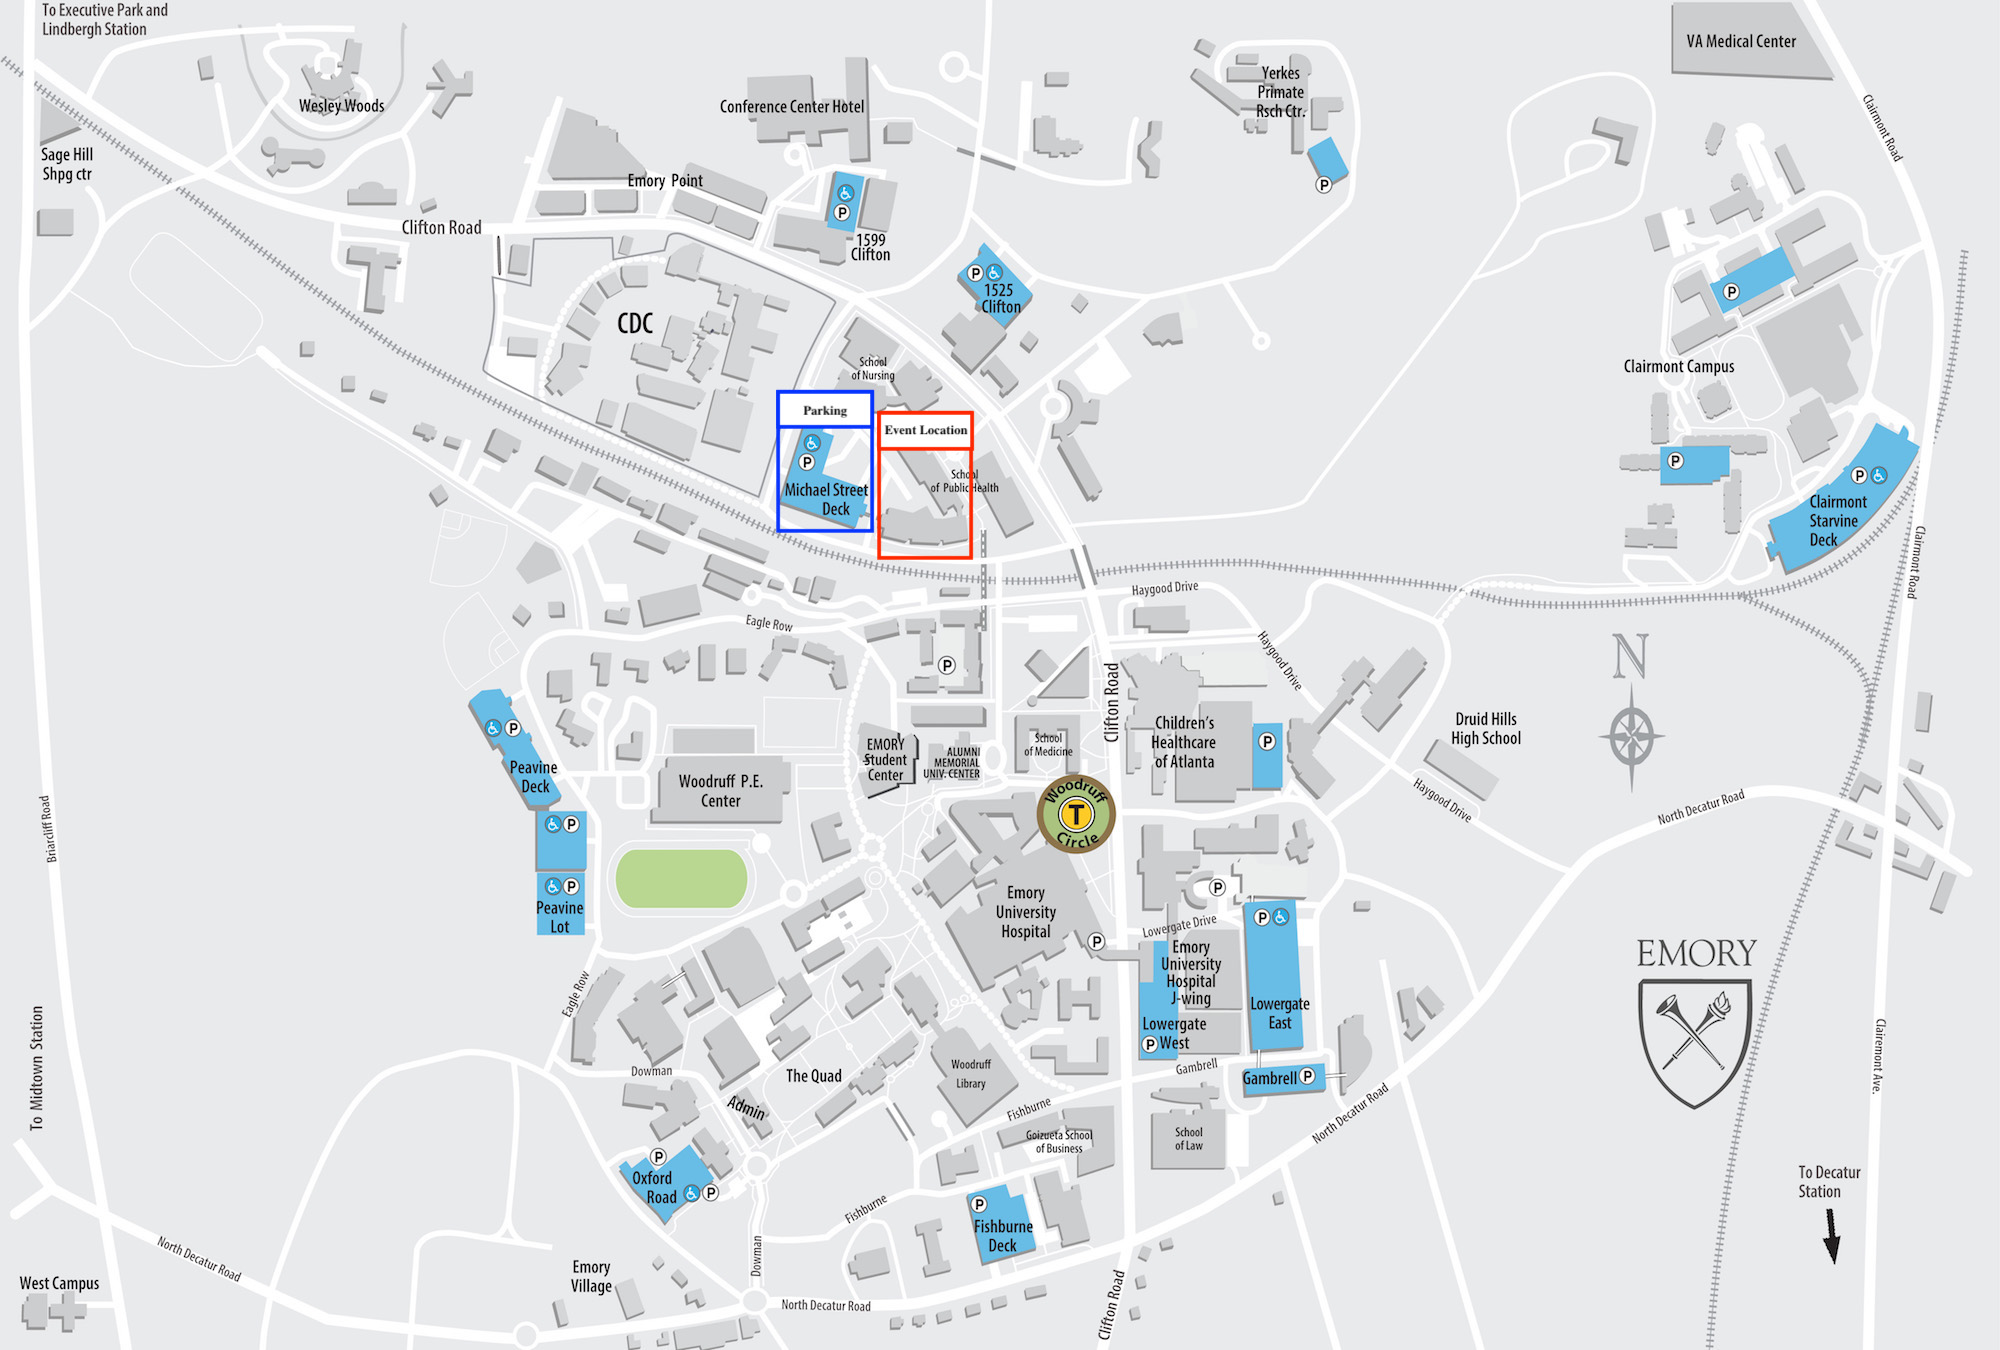 To Executive Park and
Lindbergh Station
VA Medical Center
Wesley Woods
Conference Center Hotel
Yerkes
Primate
Rsch Ctr.
P
Clairmont Road
Sage Hill
Shpg ctr
Emory Point
P
Clifton Road
1599
Clifton
P
1525
Clifton
P
CDC
School
of Nursing
Clairmont Campus
Parking
Event Location
P
Michael Street
Deck
School
of Public Health
P
P
Clairmont
Starvine
Deck
Clairmont Road
Haygood Drive
Eagle Row
Haygood Drive
N
P
Clifton Road
P
Peavine
Deck
EMORY
Student
Center
ALUMNI
MEMORIAL
UNIV. CENTER
School
of Medicine
Children's
Healthcare
of Atlanta
P
Druid Hills
High School
Woodruff P.E.
Center
Woodruff
T
Circle
Haygood Drive
North Decatur Road
Briarcliff Road
P
P
Peavine
Lot
Emory
University
Hospital
P
P
Lowergate Drive
P
Emory
University
Hospital
J-wing
Lowergate
East
EMORY
Eagle Row
Lowergate
West
P
To Midtown Station
Dowman
The Quad
Woodruff
Library
Gambrell
Gambrell
P
Clairemont Ave.
Admin
Fishburne
North Decatur Road
Goizueta School
of Business
School
of Law
P
Oxford
Road
P
To Decatur
Station
Fishburne
P
Fishburne
Deck
Dowman
North Decatur Road
West Campus
Emory
Village
North Decatur Road
Clifton Road